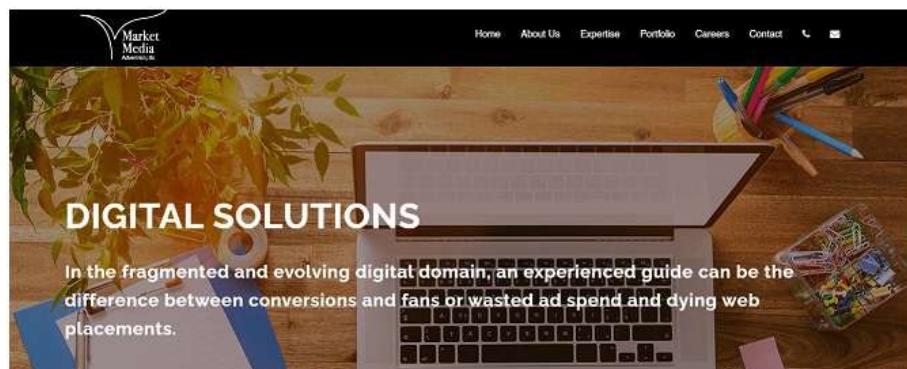 Market
Media
Home About Us Expertise Portfolio Careers Contact
DIGITAL SOLUTIONS
In the fragmented and evolving digital domain, an experienced guide can be the
difference between conversions and fans or wasted ad spend and dying web
placements.